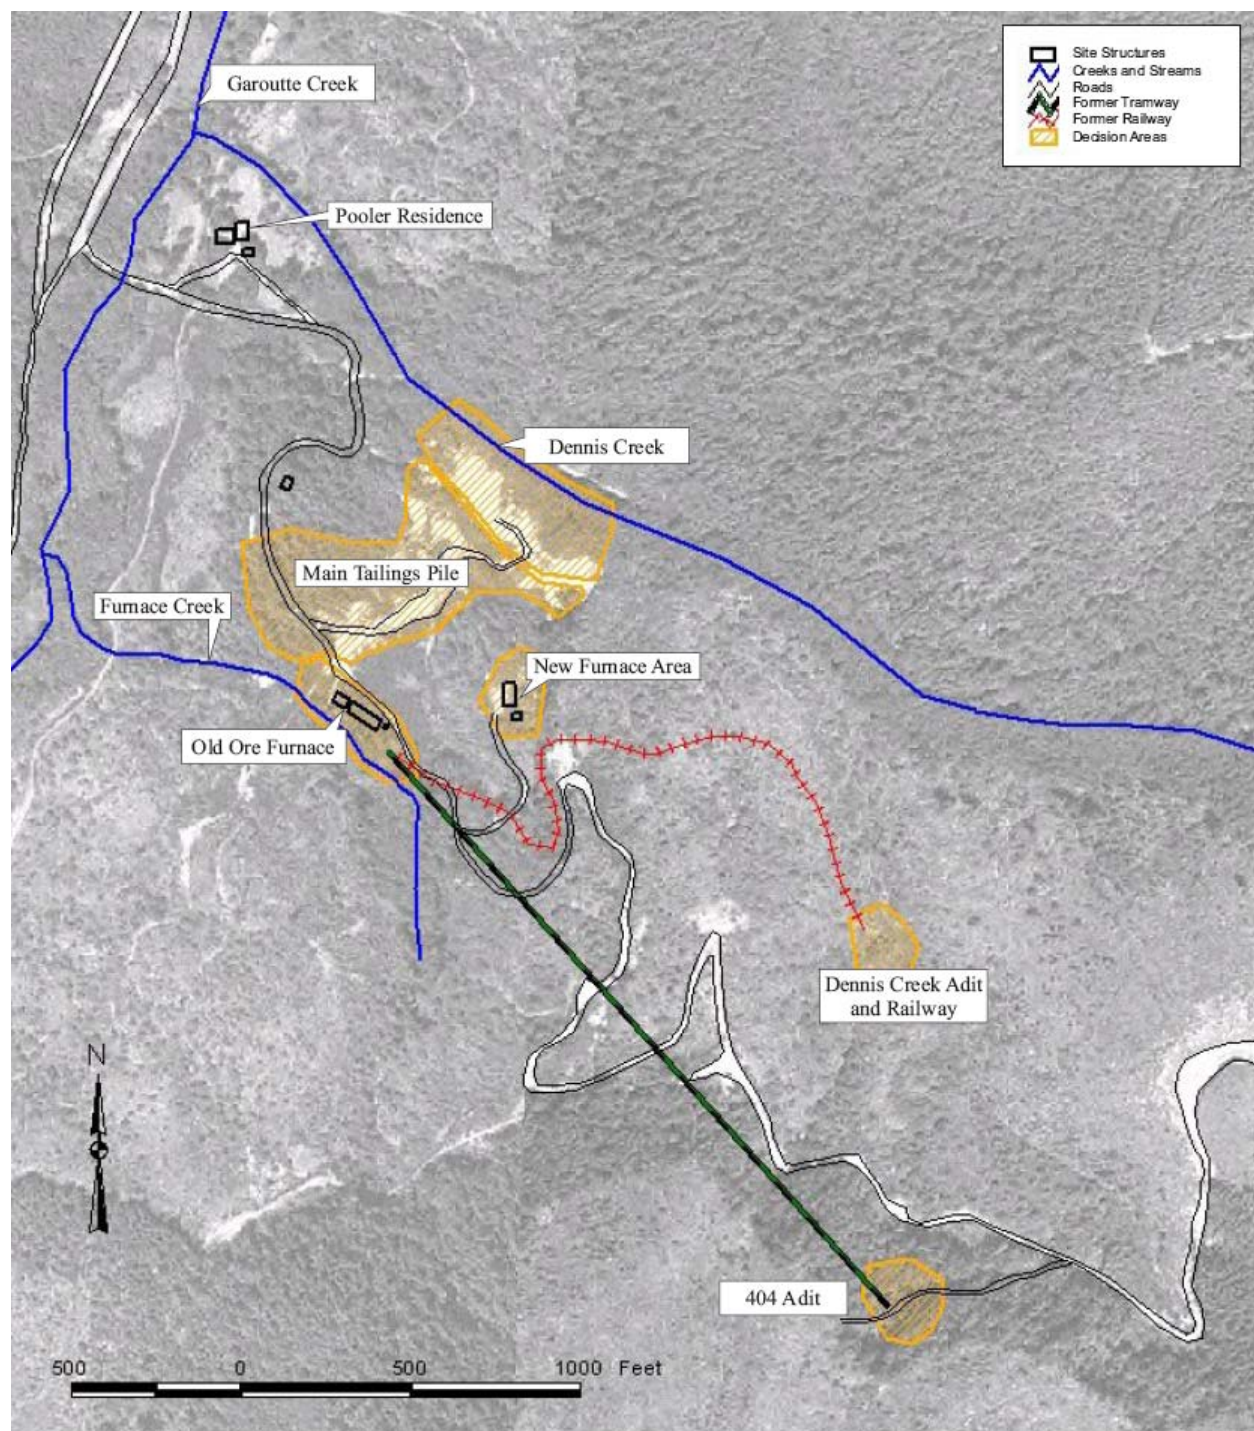 Garoutte Creek
Site Structures
Creeks and Streams
Roads
Former Tramway
Former Railway
Decision Areas
Pooler Residence
Dennis Creek
Main Tailings Pile
Furnace Creek
New Furnace Area
Old Ore Furnace
Dennis Creek Adit
and Railway
N
404 Adit
500 0 500 1000 Feet